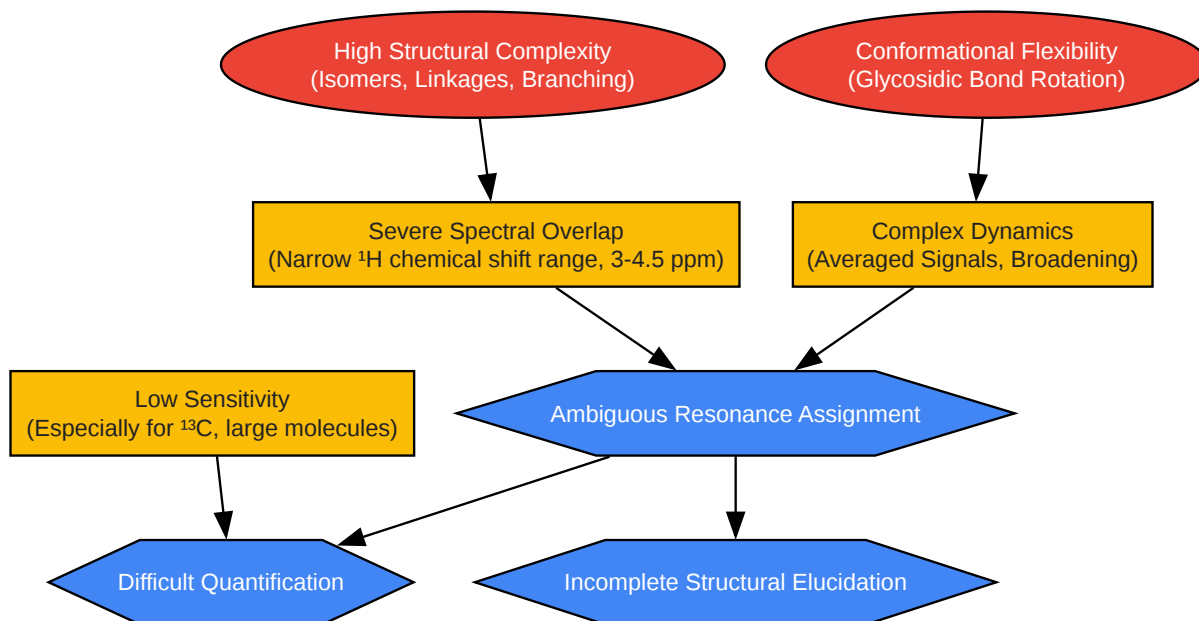 High Structural Complexity
(Isomers, Linkages, Branching)
Conformational Flexibility
(Glycosidic Bond Rotation)
Severe Spectral Overlap
(Narrow ¹H chemical shift range, 3-4.5 ppm)
Complex Dynamics
(Averaged Signals, Broadening)
Low Sensitivity
(Especially for ¹³C, large molecules)
Ambiguous Resonance Assignment
Difficult Quantification
Incomplete Structural Elucidation